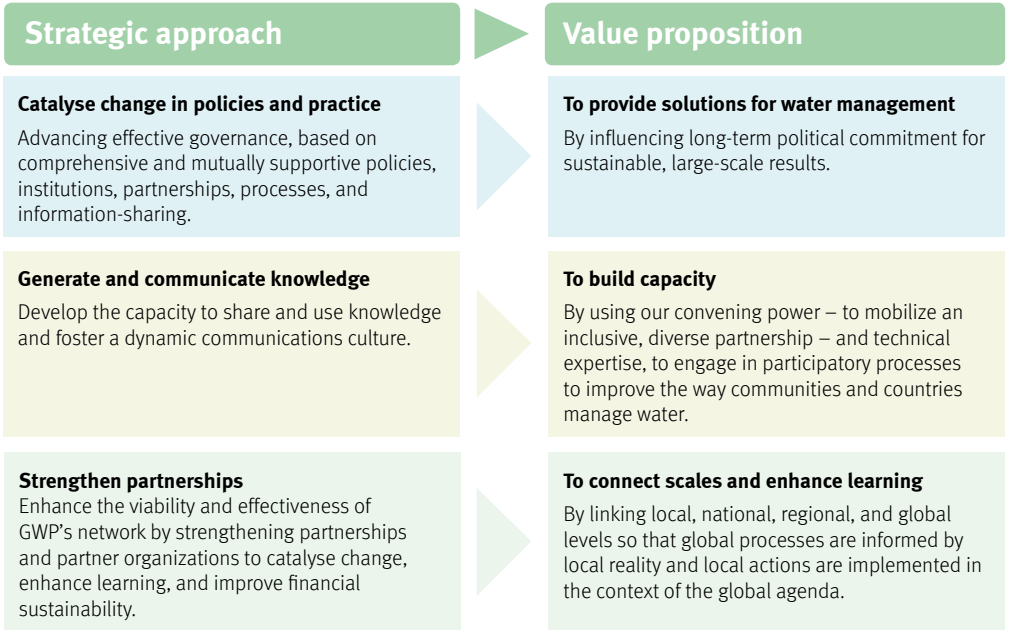 Strategic approach
Value proposition
Catalyse change in policies and practice
Advancing effective governance, based on
comprehensive and mutually supportive policies,
institutions, partnerships, processes, and
information-sharing.
To provide solutions for water management
By influencing long-term political commitment for
sustainable, large-scale results.
Generate and communicate knowledge
Develop the capacity to share and use knowledge
and foster a dynamic communications culture.
To build capacity
By using our convening power – to mobilize an
inclusive, diverse partnership – and technical
expertise, to engage in participatory processes
to improve the way communities and countries
manage water.
Strengthen partnerships
Enhance the viability and effectiveness of
GWP’s network by strengthening partnerships
and partner organizations to catalyse change,
enhance learning, and improve financial
sustainability.
To connect scales and enhance learning
By linking local, national, regional, and global
levels so that global processes are informed by
local reality and local actions are implemented in
the context of the global agenda.